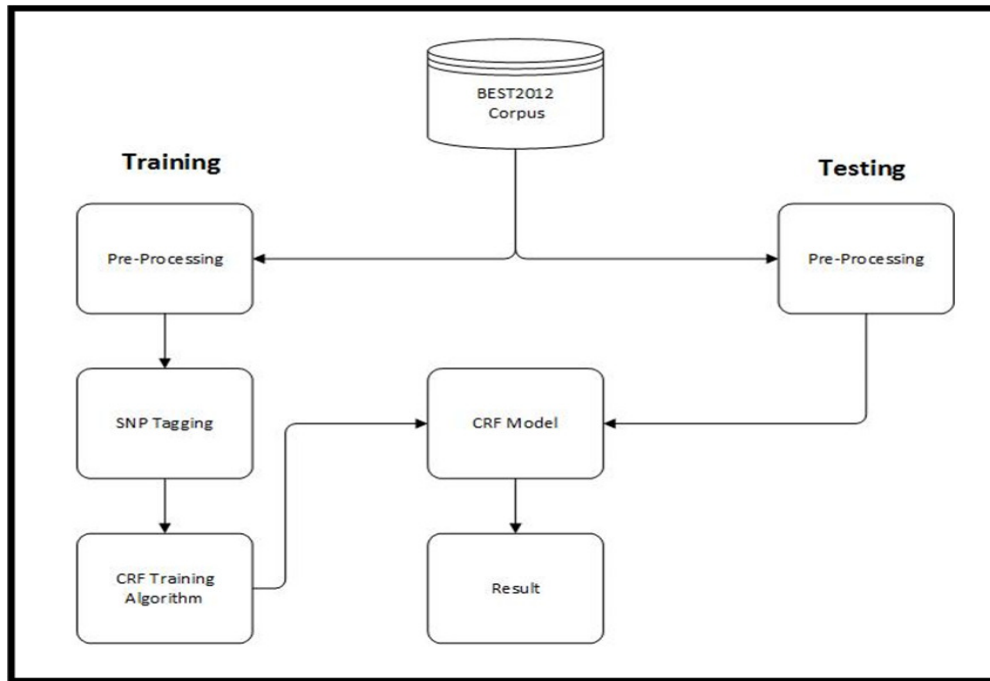 BEST2012
Corpus
Training
Testing
Pre-Processing
Pre-Processing
SNP Tagging
CRF Model
CRF Training
Algorithm
Result